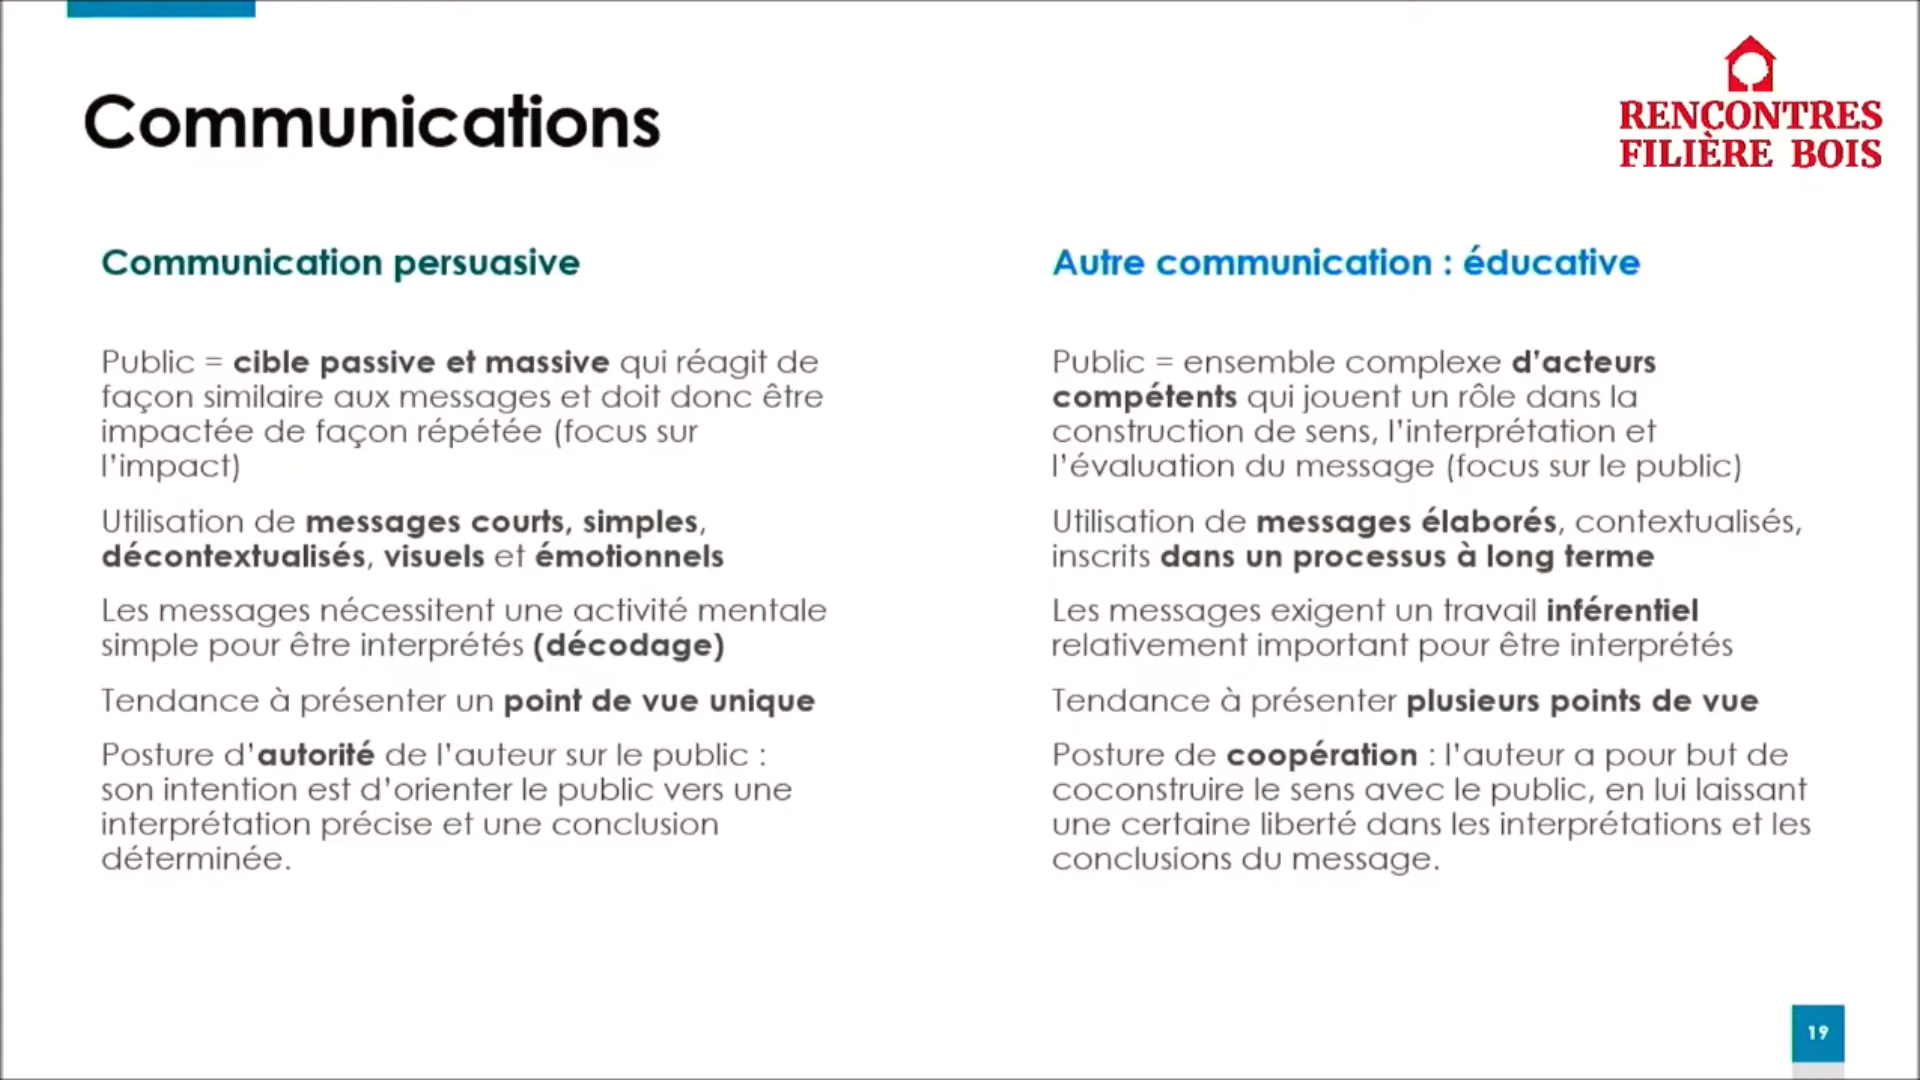 Communications
RENCONTRES
FILIÈRE BOIS
Communication persuasive
Public = cible passive et massive qui réagit de
façon similaire aux messages et doit donc être
impactée de façon répétée (focus sur
l’impact)
Utilisation de messages courts, simples,
décontextualisés, visuels et émotionnels
Les messages nécessitent une activité mentale
simple pour être interprétés (décodage)
Tendance à présenter un point de vue unique
Posture d’autorité de l’auteur sur le public :
son intention est d’orienter le public vers une
interprétation précise et une conclusion
déterminée.
Autre communication : éducative
Public = ensemble complexe d’acteurs
compétents qui jouent un rôle dans la
construction de sens, l’interprétation et
l’évaluation du message (focus sur le public)
Utilisation de messages élaborés, contextualisés,
inscrits dans un processus à long terme
Les messages exigent un travail inférentiel
relativement important pour être interprétés
Tendance à présenter plusieurs points de vue
Posture de coopération : l’auteur a pour but de
coconstruire le sens avec le public, en lui laissant
une certaine liberté dans les interprétations et les
conclusions du message.
19